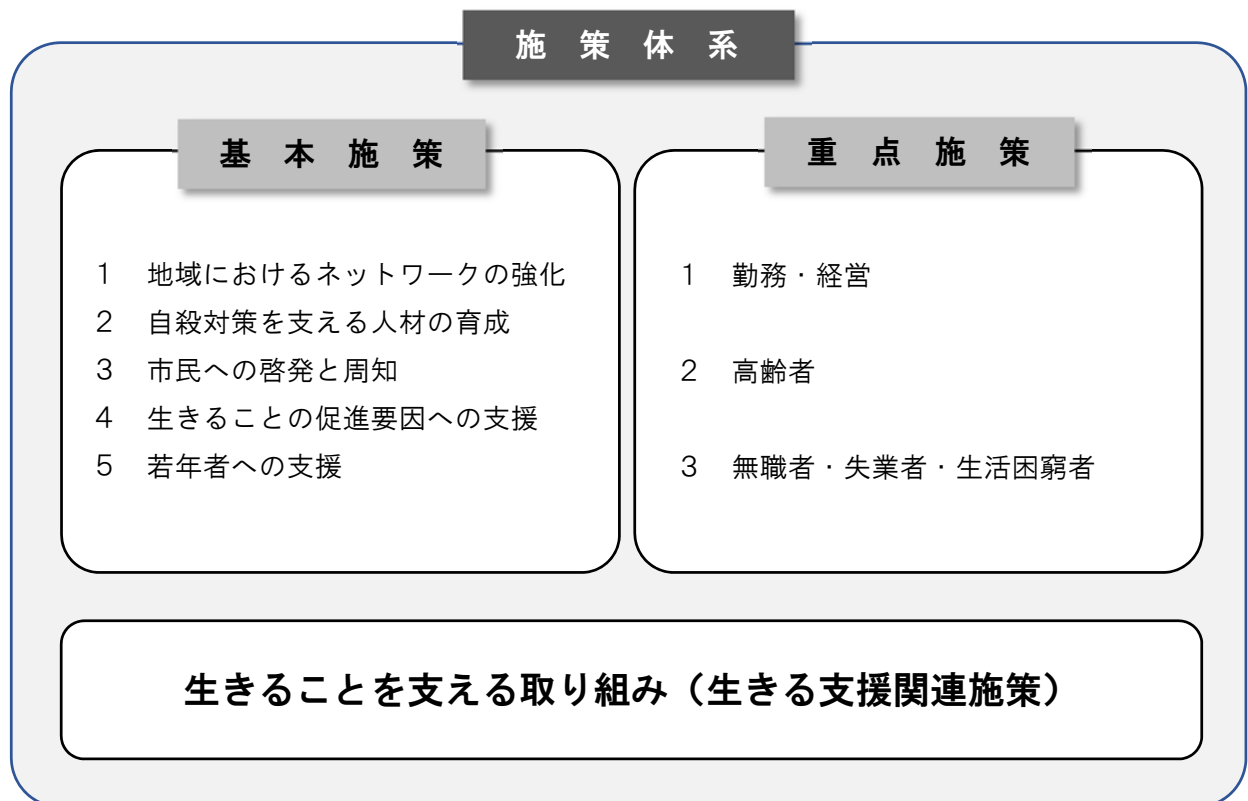 施策体系
基本施策
1 地域におけるネットワークの強化
2 自殺対策を支える人材の育成
3 市民への啓発と周知
4 生きることの促進要因への支援
5 若年者への支援
重点施策
1 勤務・経営
2 高齢者
3 無職者・失業者・生活困窮者
生きることを支える取り組み（生きる支援関連施策）